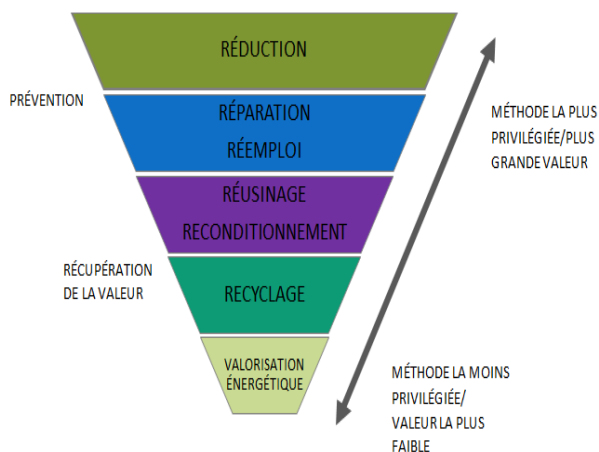 RÉDUCTION
PRÉVENTION
RÉPARATION
RÉEMPLOI
MÉTHODE LA PLUS
PRIVILÉGIÉE/PLUS
GRANDE VALEUR
RÉUSINAGE
RECONDITIONNEMENT
RÉCUPÉRATION
DE LA VALEUR
RECYCLAGE
VALORISATION
ÉNERGÉTIQUE
MÉTHODE LA MOINS
PRIVILÉGIÉE/
VALEUR LA PLUS
FAIBLE